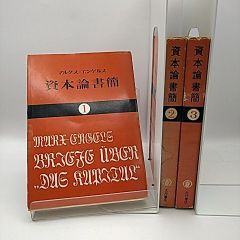 マルクス エンゲルス
資本論書簡
1
MARX-ENGELS
BRIEFE ÜBER
„DAS KAPITAL"
資本論書簡
2
資本論書簡
3